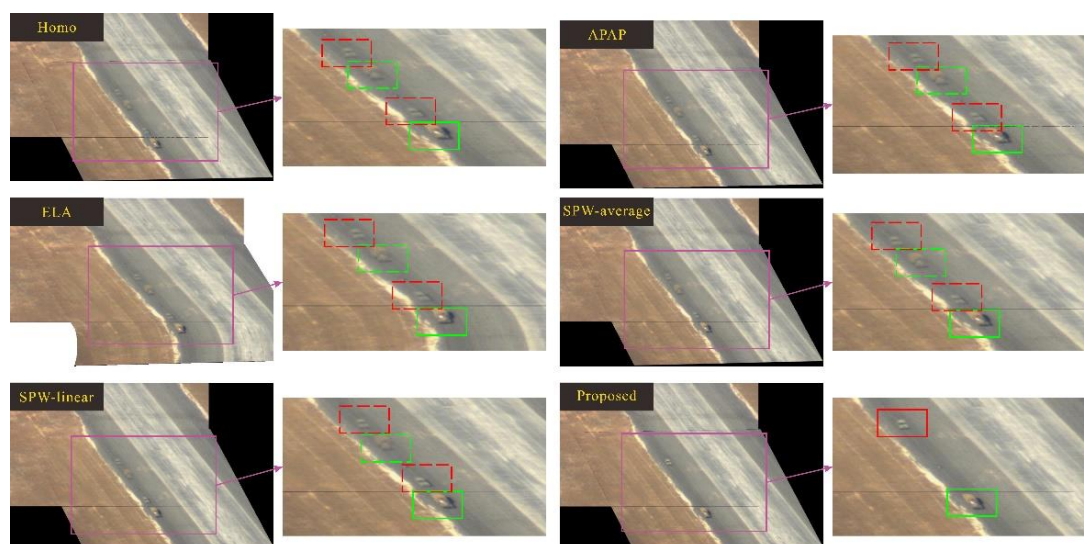 Homo
APAP
ELA
SPW-average
SPW-linear
Proposed